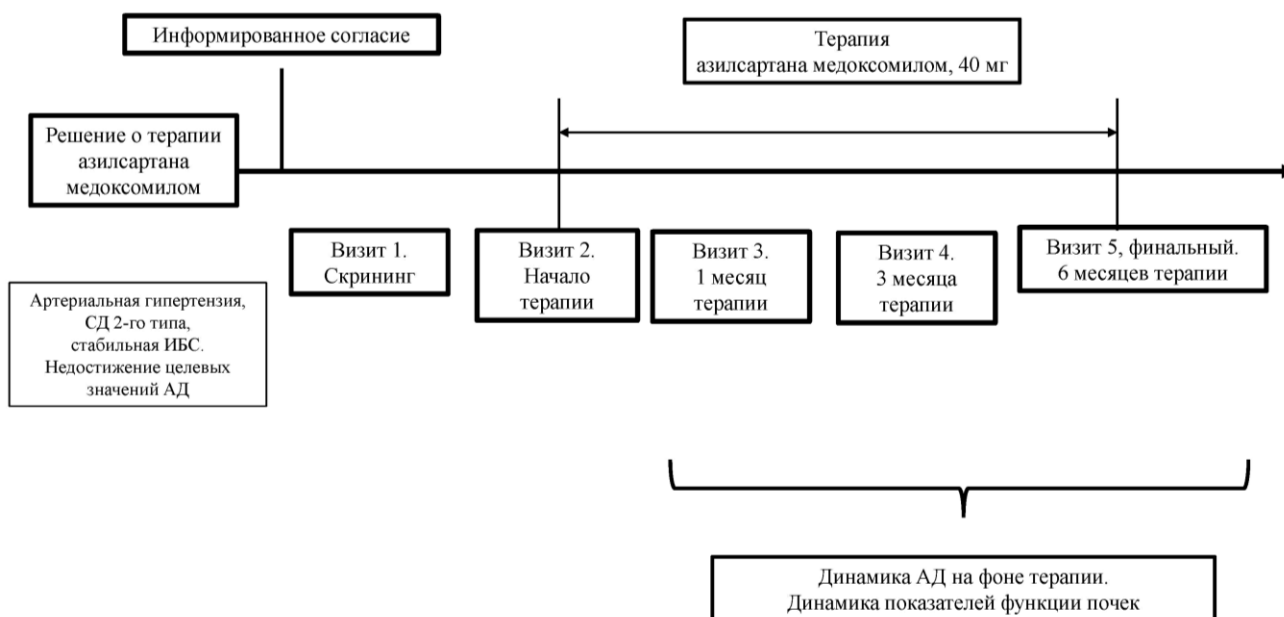 Информированное согласие
Терапия
азилсартана медоксомилом, 40 мг
Решение о терапии
азилсартана
медоксомилом
Визит 1.
Скрининг
Визит 2.
Начало
терапии
Визит 3.
1 месяц
терапии
Визит 4.
3 месяца
терапии
Визит 5, финальный.
6 месяцев терапии
Артериальная гипертензия,
СД 2-го типа,
стабильная ИБС.
Недостижение целевых
значений АД
Динамика АД на фоне терапии.
Динамика показателей функции почек